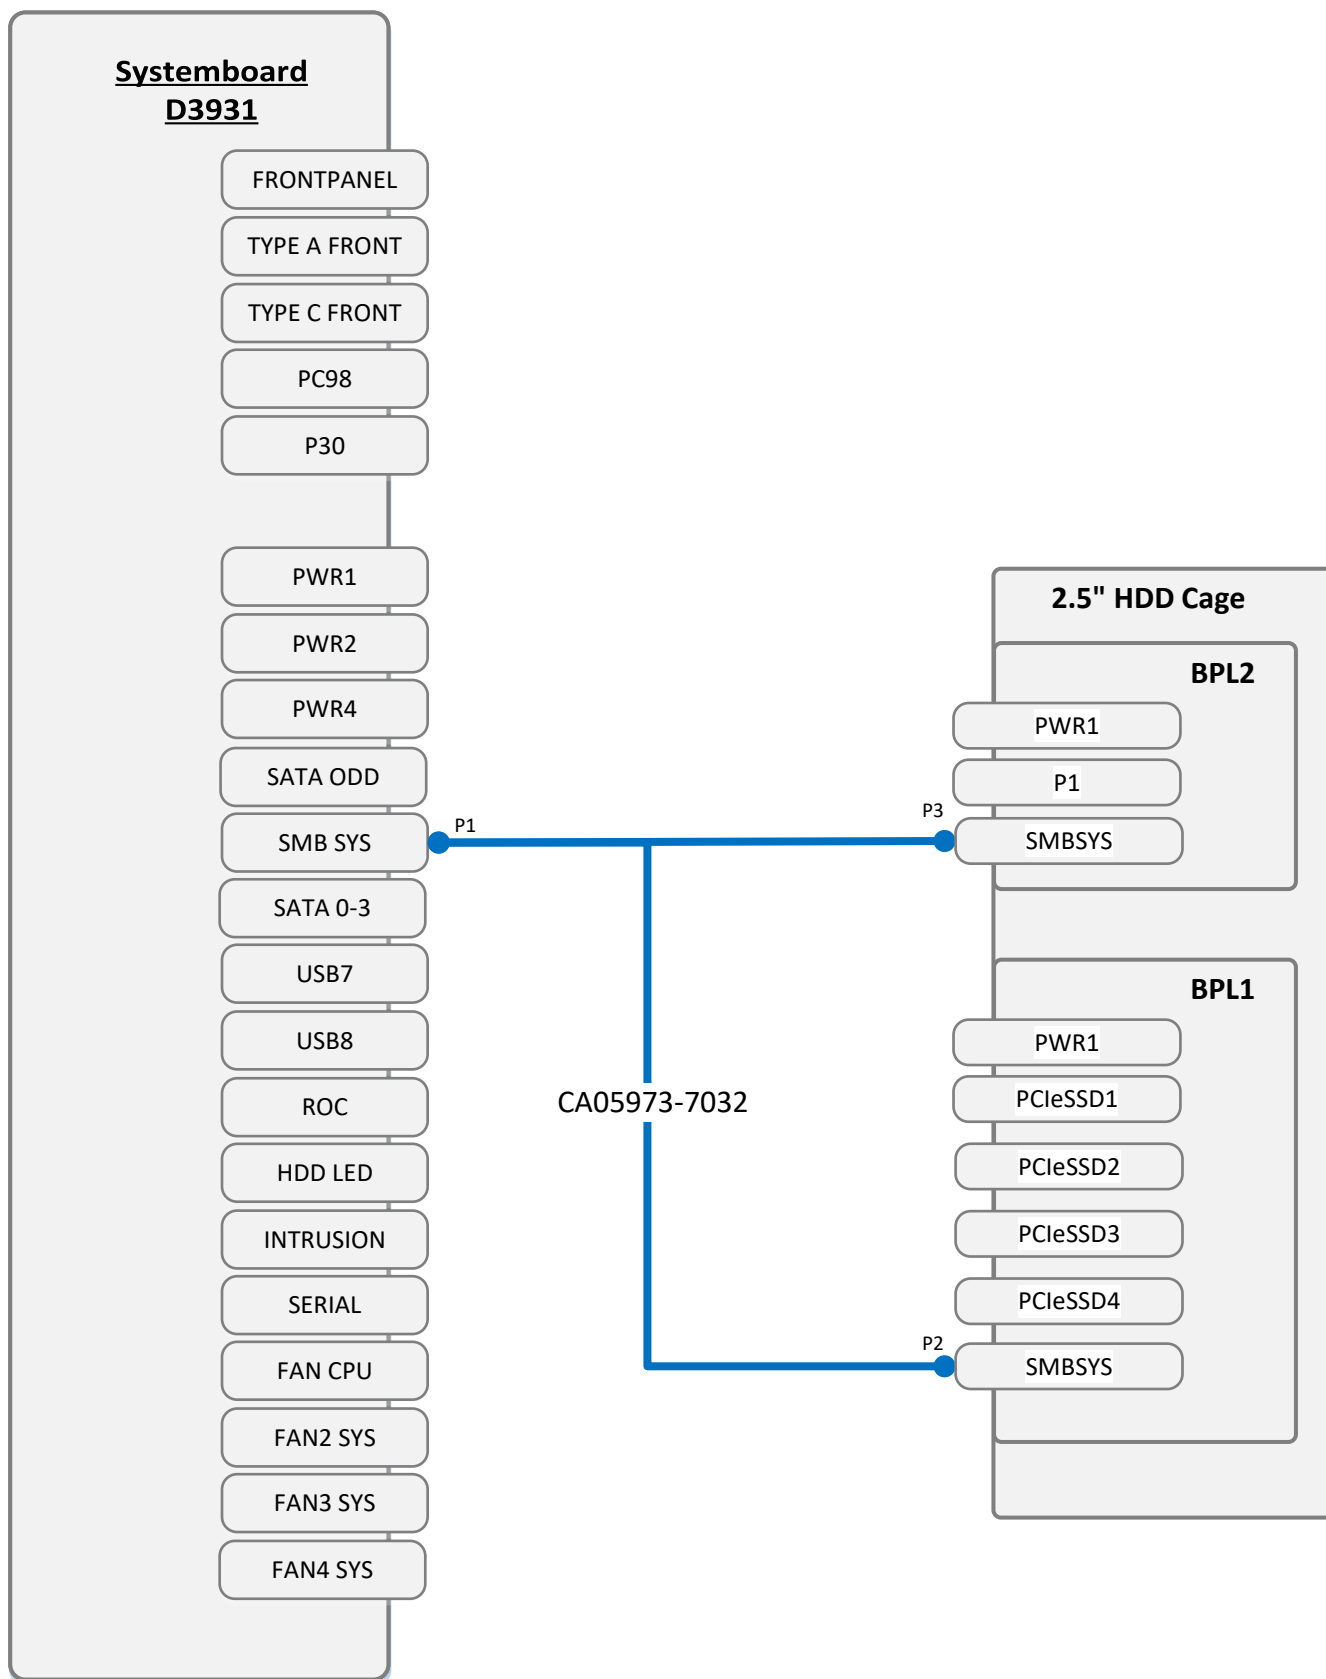 Systemboard
D3931
FRONTPANEL
TYPE A FRONT
TYPE C FRONT
PC98
P30
PWR1
PWR2
PWR4
SATA ODD
SMB SYS
SATA 0-3
USB7
USB8
ROC
HDD LED
INTRUSION
SERIAL
FAN CPU
FAN2 SYS
FAN3 SYS
FAN4 SYS
P1
CA05973-7032
P3
P2
2.5" HDD Cage
BPL2
PWR1
P1
SMBSYS
BPL1
PWR1
PCIeSSD1
PCIeSSD2
PCIeSSD3
PCIeSSD4
SMBSYS